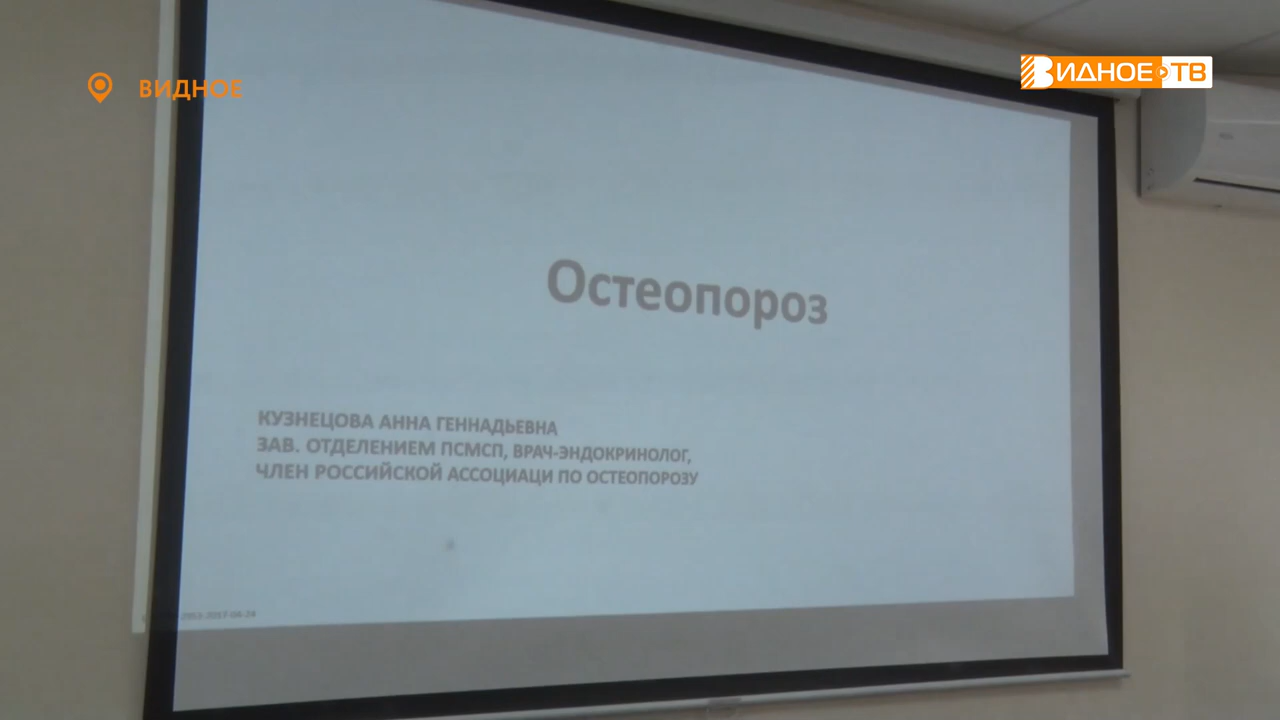 ВИДНОЕ
ВИДНОЕ ТВ
Остеопороз
КУЗНЕЦОВА АННА ГЕННАДЬЕВНА
ЗАВ. ОТДЕЛЕНИЕМ ПСМСП, ВРАЧ-ЭНДОКРИНОЛОГ,
ЧЛЕН РОССИЙСКОЙ АССОЦИАЦИ ПО ОСТЕОПОРОЗУ